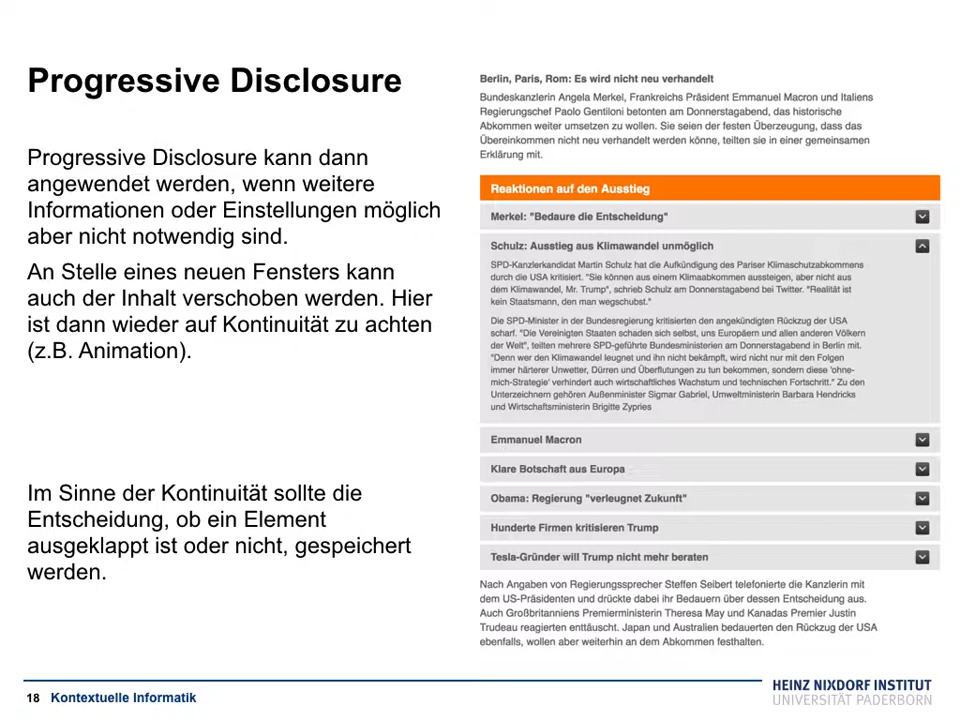 Progressive Disclosure
Progressive Disclosure kann dann
angewendet werden, wenn weitere
Informationen oder Einstellungen möglich
aber nicht notwendig sind.
An Stelle eines neuen Fensters kann
auch der Inhalt verschoben werden. Hier
ist dann wieder auf Kontinuität zu achten
(z.B. Animation).
Im Sinne der Kontinuität sollte die
Entscheidung, ob ein Element
ausgeklappt ist oder nicht, gespeichert
werden.
Berlin, Paris, Rom: Es wird nicht neu verhandelt
Bundeskanzlerin Angela Merkel, Frankreichs Präsident Emmanuel Macron und Italiens
Regierungschef Paolo Gentiloni betonten am Donnerstagabend, das historische
Abkommen weiter umsetzen zu wollen. Sie seien der festen Überzeugung, dass das
Übereinkommen nicht neu verhandelt werden könne, teilten sie in einer gemeinsamen
Erklärung mit.
Reaktionen auf den Ausstieg
Merkel: "Bedaure die Entscheidung"
Schulz: Ausstieg aus Klimawandel unmöglich
SPD-Kanzlerkandidat Martin Schulz hat die Aufkündigung des Pariser Klimaschutzabkommens
durch die USA kritisiert. "Sie können aus einem Klimaabkommen aussteigen, aber nicht aus
dem Klimawandel, Mr. Trump", schrieb Schulz am Donnerstagabend bei Twitter. "Realität ist
kein Staatsmann, den man wegschubst."
Die SPD-Minister in der Bundesregierung kritisierten den angekündigten Rückzug der USA
scharf. "Die Vereinigten Staaten schaden sich selbst, uns Europäern und allen anderen Völkern
der Welt", teilten mehrere SPD-geführte Bundesministerien am Donnerstagabend in Berlin mit.
"Denn wer den Klimawandel leugnet und ihn nicht bekämpft, wird nicht nur mit den Folgen
immer härterer Unwetter, Dürren und Überflutungen zu tun bekommen, sondern diese 'ohne-
mich-Strategie' verhindert auch wirtschaftliches Wachstum und technischen Fortschritt." Zu den
Unterzeichnern gehören Außenminister Sigmar Gabriel, Umweltministerin Barbara Hendricks
und Wirtschaftsministerin Brigitte Zypries
Emmanuel Macron
Klare Botschaft aus Europa
Obama: Regierung "verleugnet Zukunft"
Hunderte Firmen kritisieren Trump
Tesla-Gründer will Trump nicht mehr beraten
Nach Angaben von Regierungssprecher Steffen Seibert telefonierte die Kanzlerin mit
dem US-Präsidenten und drückte dabei ihr Bedauern über dessen Entscheidung aus.
Auch Großbritanniens Premierministerin Theresa May und Kanadas Premier Justin
Trudeau reagierten enttäuscht. Japan und Australien bedauerten den Rückzug der USA
ebenfalls, wollen aber weiterhin an dem Abkommen festhalten.
18 Kontextuelle Informatik
HEINZ NIXDORF INSTITUT
UNIVERSITÄT PADERBORN